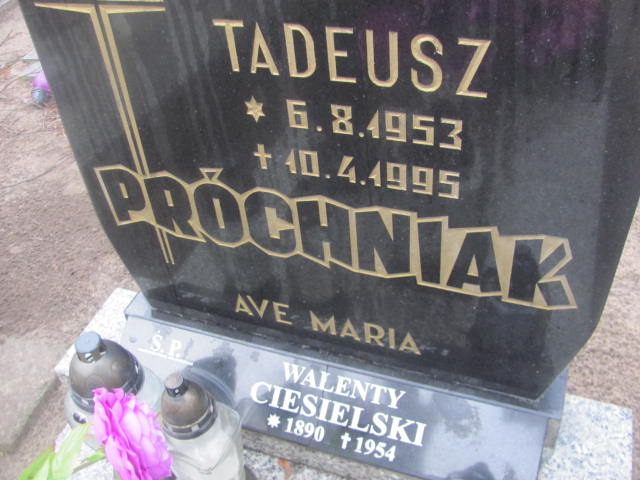 TADEUSZ
* 6.8.1953
† 10.4.1995
PRÓCHNIAK
AVE MARIA
Ś.P.
WALENTY
CIESIELSKI
* 1890 † 1954